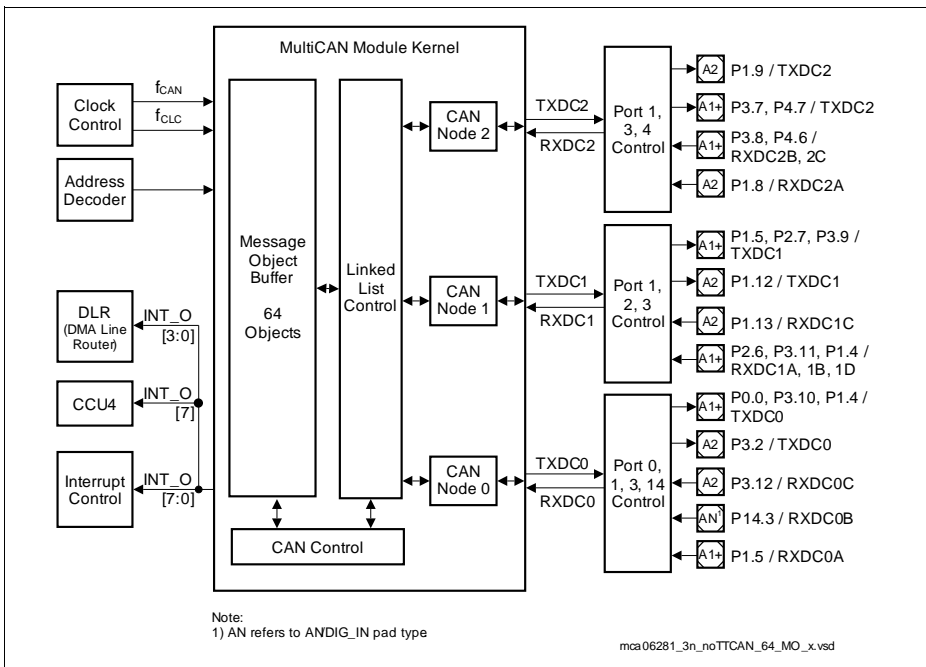 MultiCAN Module Kernel
Clock
Control
fCAN
fCLC
Address
Decoder
DLR
(DMA Line
Router)
INT_O
[3:0]
CCU4
INT_O
[7]
Interrupt
Control
INT_O
[7:0]
Message
Object
Buffer
64
Objects
Linked
List
Control
CAN Control
CAN
Node 2
TXDC2
RXDC2
Port 1,
3, 4
Control
A2 P1.9 / TXDC2
A1+ P3.7, P4.7 / TXDC2
A1+ P3.8, P4.6 /
RXDC2B, 2C
A2 P1.8 / RXDC2A
CAN
Node 1
TXDC1
RXDC1
Port 1,
2, 3
Control
A1+ P1.5, P2.7, P3.9 /
TXDC1
A2 P1.12 / TXDC1
A2 P1.13 / RXDC1C
A1+ P2.6, P3.11, P1.4 /
RXDC1A, 1B, 1D
CAN
Node 0
TXDC0
RXDC0
Port 0,
1, 3, 14
Control
A1+ P0.0, P3.10, P1.4 /
TXDC0
A2 P3.2 / TXDC0
A2 P3.12 / RXDC0C
AN1 P14.3 / RXDC0B
A1+ P1.5 / RXDC0A
Note:
1) AN refers to AN/DIG_IN pad type
mca06281_3n_noTTCAN_64_MO_x.vsd